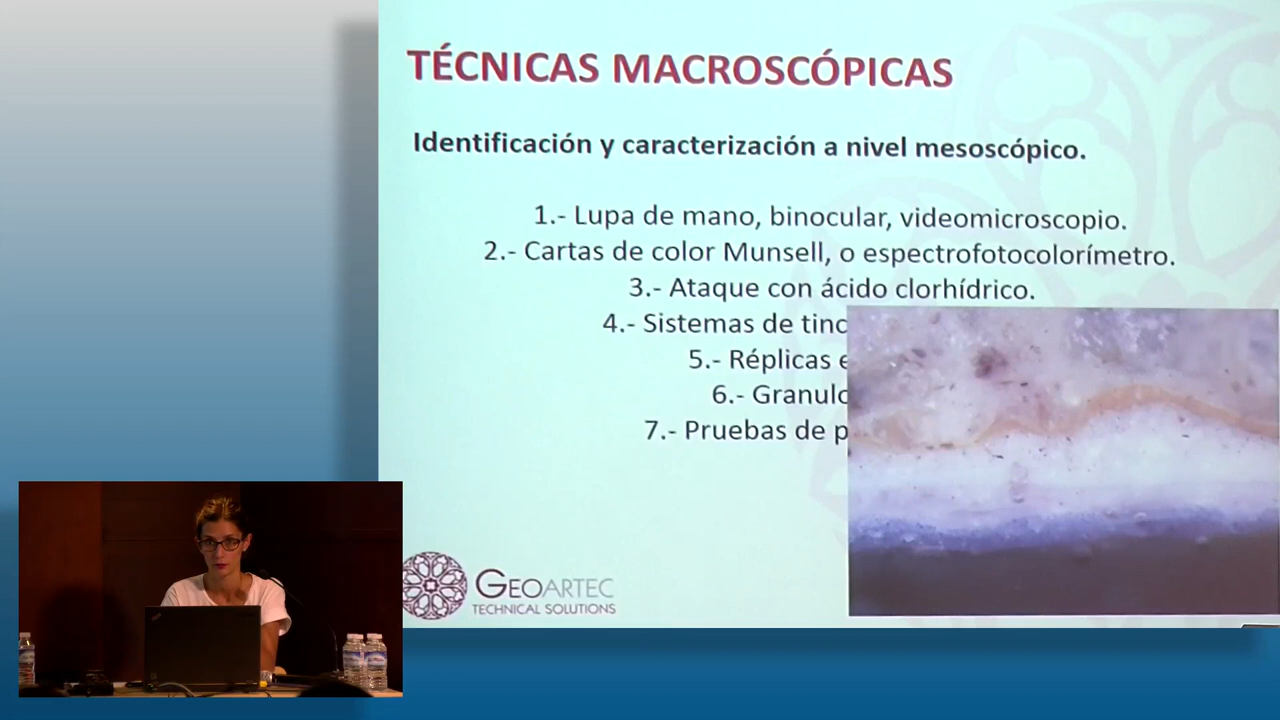 TÉCNICAS MACROSCÓPICAS
Identificación y caracterización a nivel mesoscópico.
1.- Lupa de mano, binocular, videomicroscopio.
2.- Cartas de color Munsell, o espectrofotocolorímetro.
3.- Ataque con ácido clorhídrico.
4.- Sistemas de tinc
5.- Réplicas e
6.- Granulo
7.- Pruebas de p
GEOARTEC
TECHNICAL SOLUTIONS